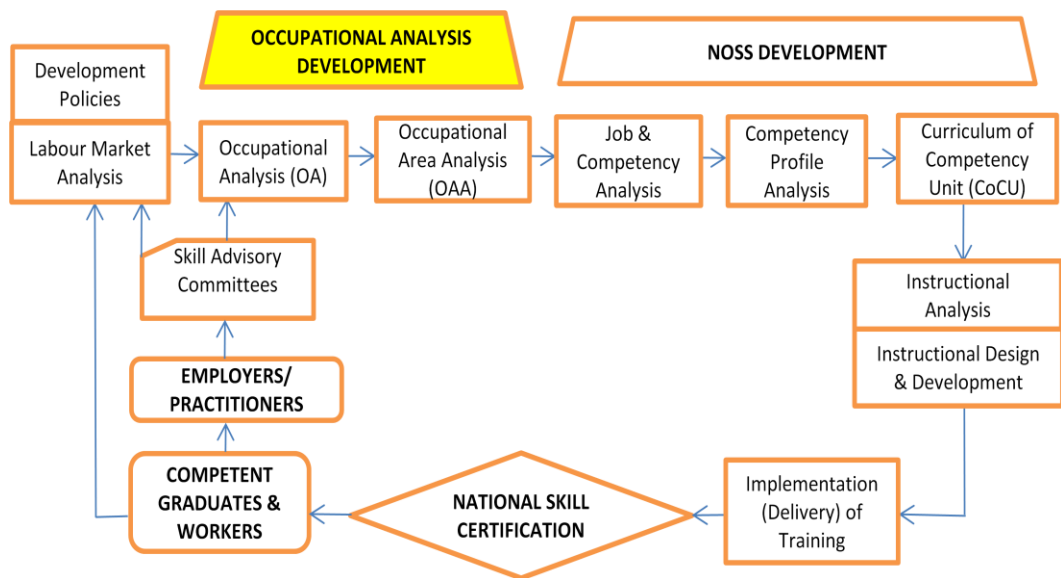 OCCUPATIONAL ANALYSIS
DEVELOPMENT
NOSS DEVELOPMENT
Development
Policies
Labour Market
Analysis
Occupational
Analysis (OA)
Occupational
Area Analysis
(OAA)
Job &
Competency
Analysis
Competency
Profile
Analysis
Curriculum of
Competency
Unit (CoCU)
Skill Advisory
Committees
Instructional
Analysis
Instructional Design
& Development
EMPLOYERS/
PRACTITIONERS
COMPETENT
GRADUATES &
WORKERS
NATIONAL SKILL
CERTIFICATION
Implementation
(Delivery) of
Training